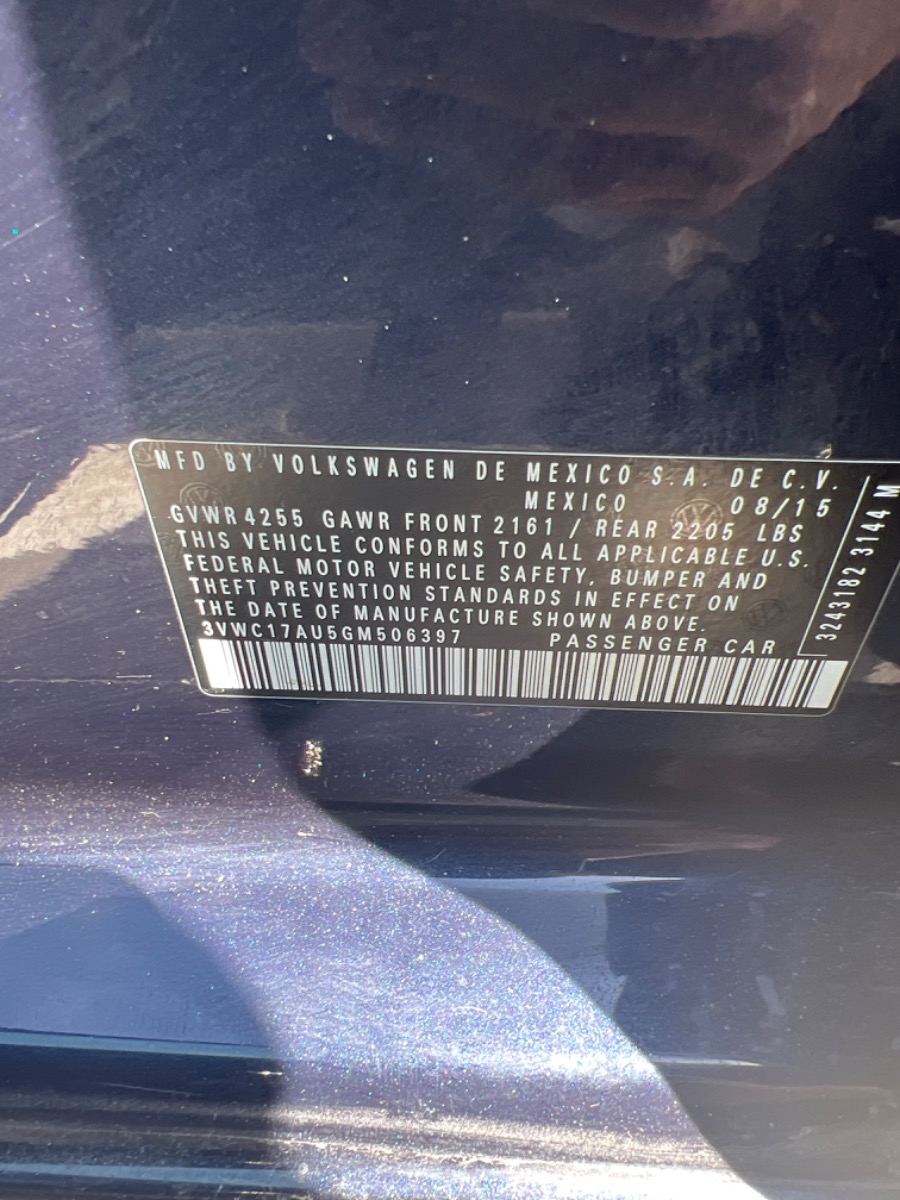 MFD BY VOLKSWAGEN DE MEXICO S.A. DE C.V.
MEXICO 08/15
GVWR 4255 GAWR FRONT 2161 / REAR 2205 LBS
THIS VEHICLE CONFORMS TO ALL APPLICABLE U.S.
FEDERAL MOTOR VEHICLE SAFETY, BUMPER AND
THEFT PREVENTION STANDARDS IN EFFECT ON
THE DATE OF MANUFACTURE SHOWN ABOVE.
3VWC17AU5GM506397 PASSENGER CAR
3243182 3144 M